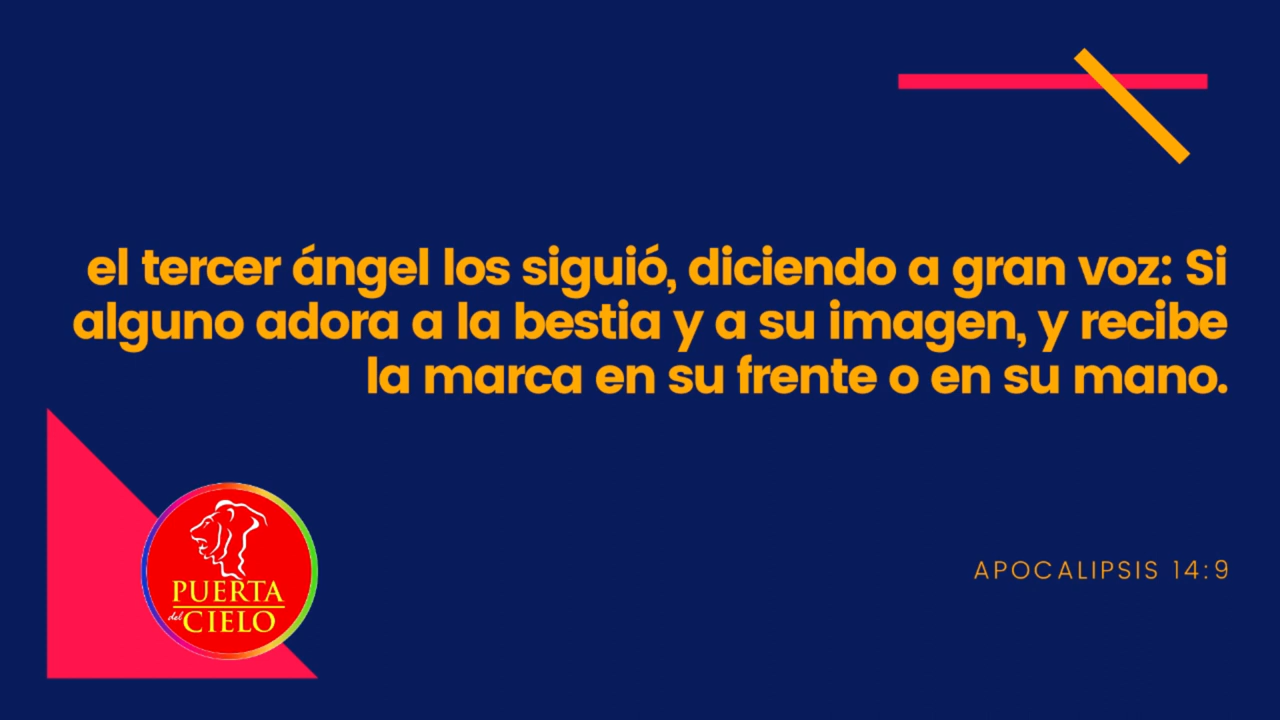 el tercer ángel los siguió, diciendo a gran voz: Si
alguno adora a la bestia y a su imagen, y recibe
la marca en su frente o en su mano.
APOCALIPSIS 14:9
PUERTA
del CIELO